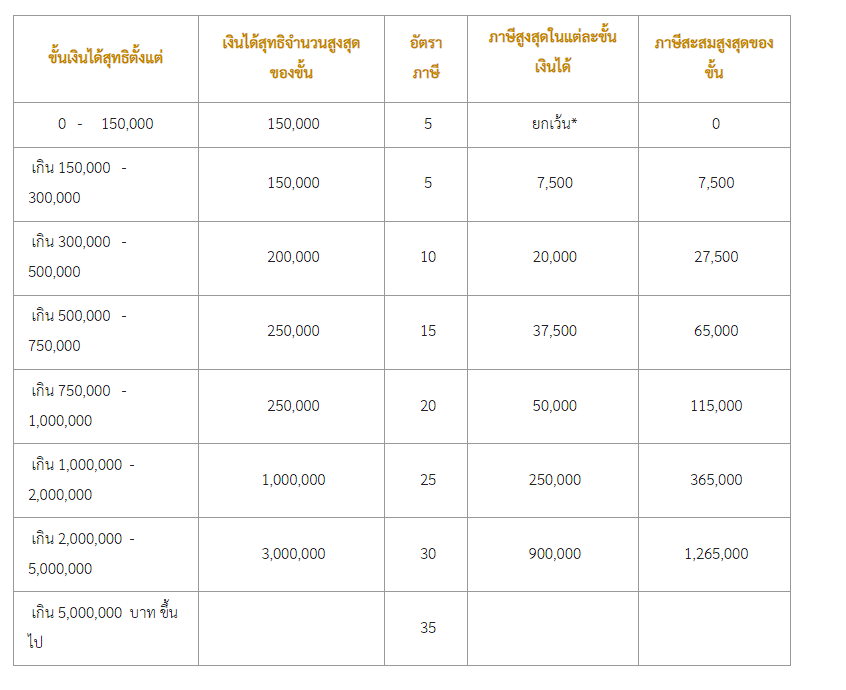 ขั้นเงินได้สุทธิตั้งแต่
เงินได้สุทธิจำนวนสูงสุด
ของขั้น
อัตรา
ภาษี
ภาษีสูงสุดในแต่ละขั้น
เงินได้
ภาษีสะสมสูงสุดของ
ขั้น
0 - 150,000
150,000
5
ยกเว้น*
0
เกิน 150,000 -
300,000
150,000
5
7,500
7,500
เกิน 300,000 -
500,000
200,000
10
20,000
27,500
เกิน 500,000 -
750,000
250,000
15
37,500
65,000
เกิน 750,000 -
1,000,000
250,000
20
50,000
115,000
เกิน 1,000,000 -
2,000,000
1,000,000
25
250,000
365,000
เกิน 2,000,000 -
5,000,000
3,000,000
30
900,000
1,265,000
เกิน 5,000,000 บาท ขึ้น
ไป
35